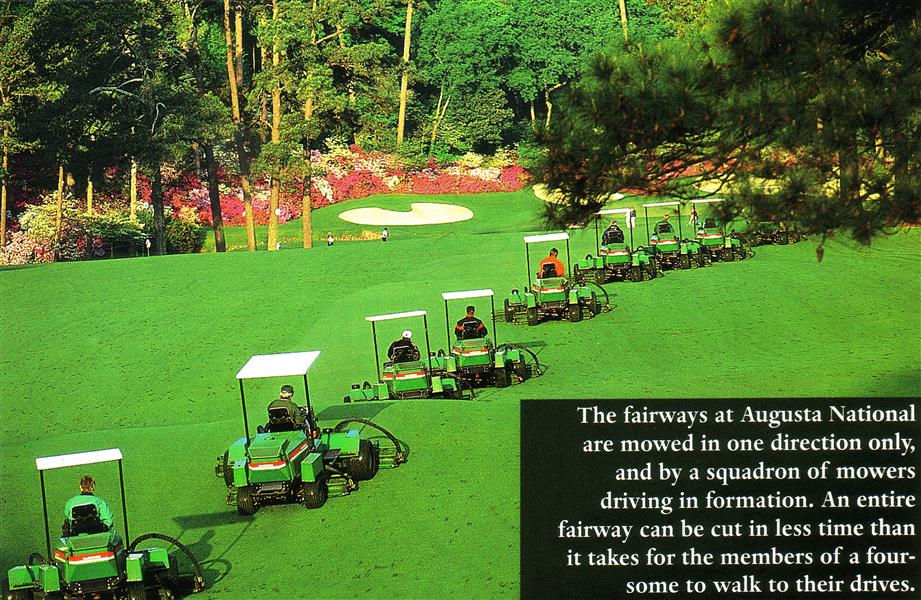 The fairways at Augusta National
are mowed in one direction only,
and by a squadron of mowers
driving in formation. An entire
fairway can be cut in less time than
it takes for the members of a four-
some to walk to their drives.